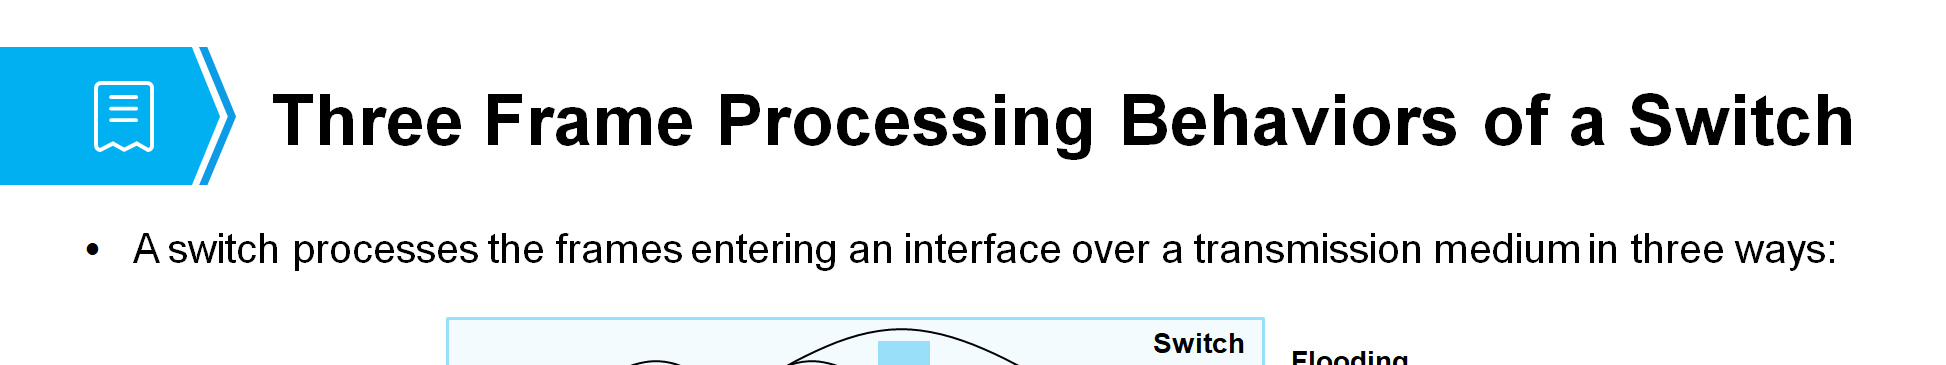 Three Frame Processing Behaviors of a Switch
• A switch processes the frames entering an interface over a transmission medium in three ways:
Switch
Flooding